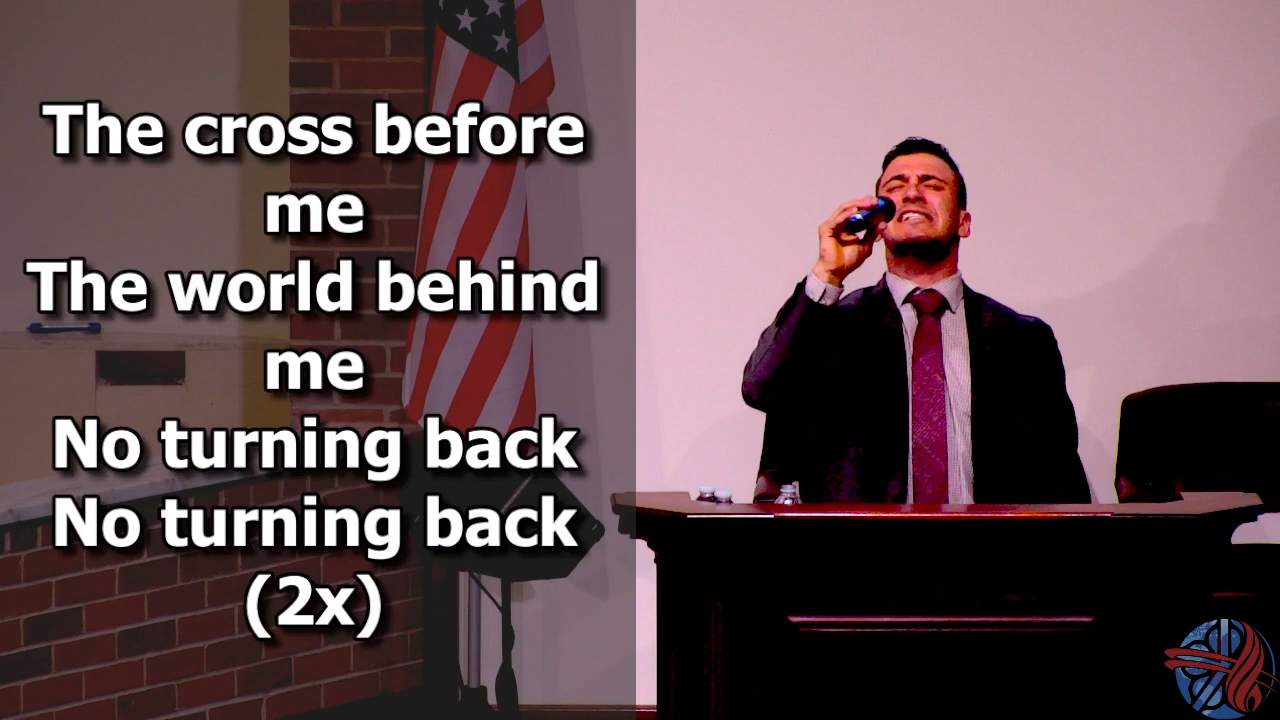 The cross before
me
The world behind
me
No turning back
No turning back
(2x)